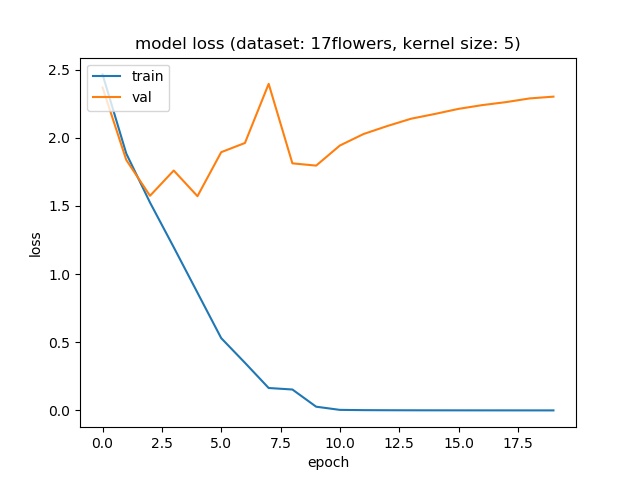 model loss (dataset: 17flowers, kernel size: 5)
train
val
2.5
2.0
1.5
1.0
0.5
0.0
loss
0.0 2.5 5.0 7.5 10.0 12.5 15.0 17.5
epoch